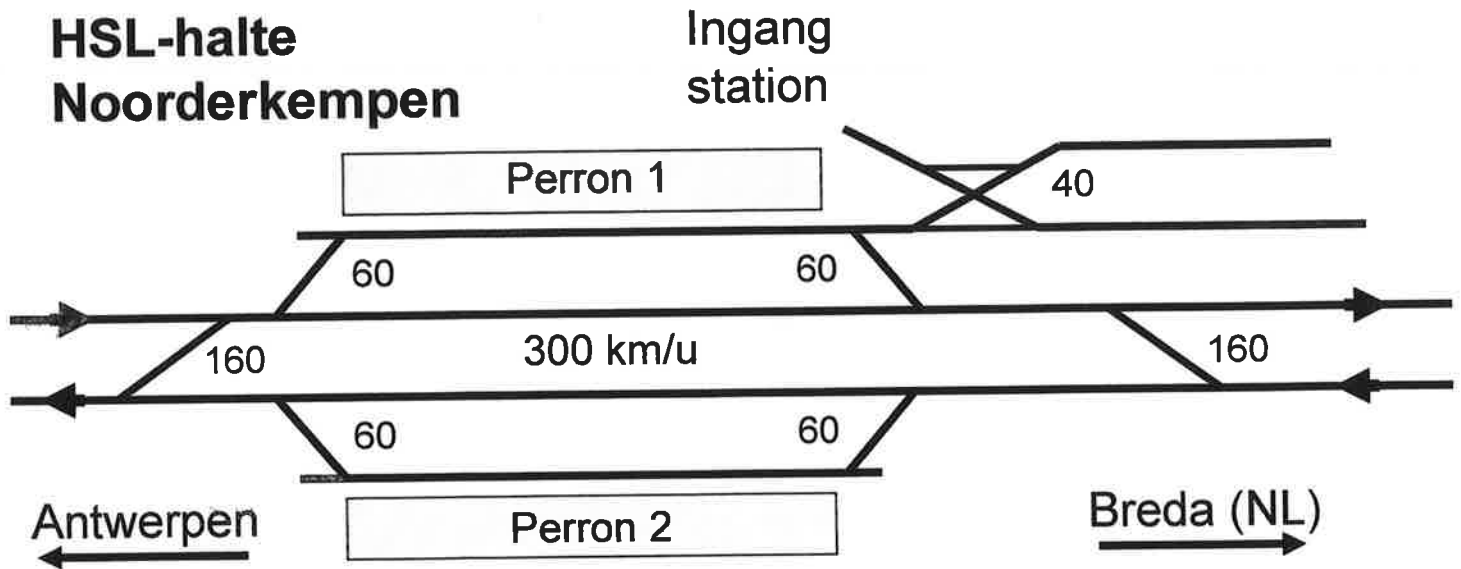 HSL-halte
Noorderkempen
Ingang
station
Perron 1
40
60
60
160
300 km/u
160
60
60
Antwerpen
Perron 2
Breda (NL)